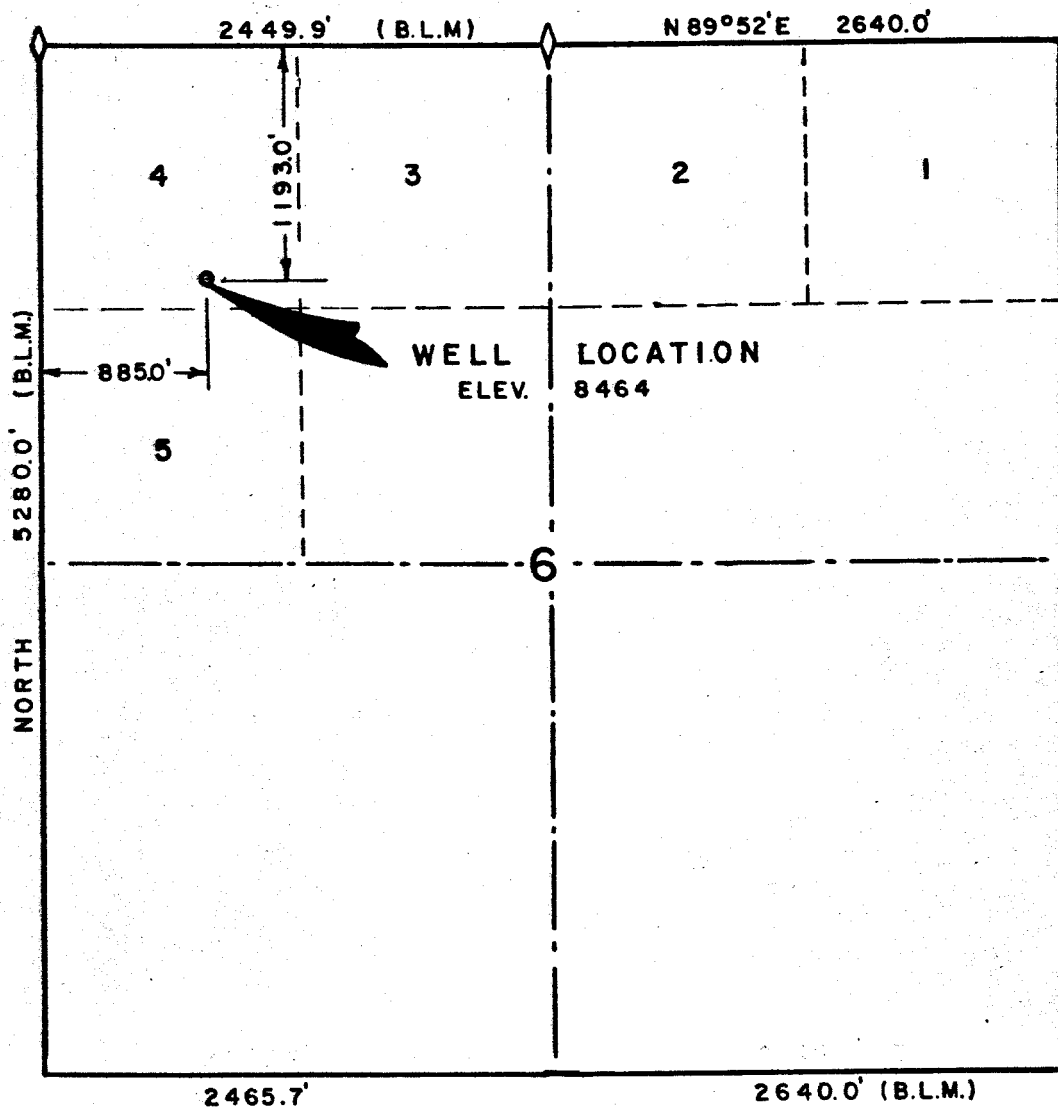 2449.9' (B.L.M) N 89°52'E 2640.0'
1193.0'
4 3 2 1
885.0'
WELL LOCATION
ELEV. 8464
5
NORTH 5280.0' (B.L.M.)
6
2465.7' 2640.0' (B.L.M.)